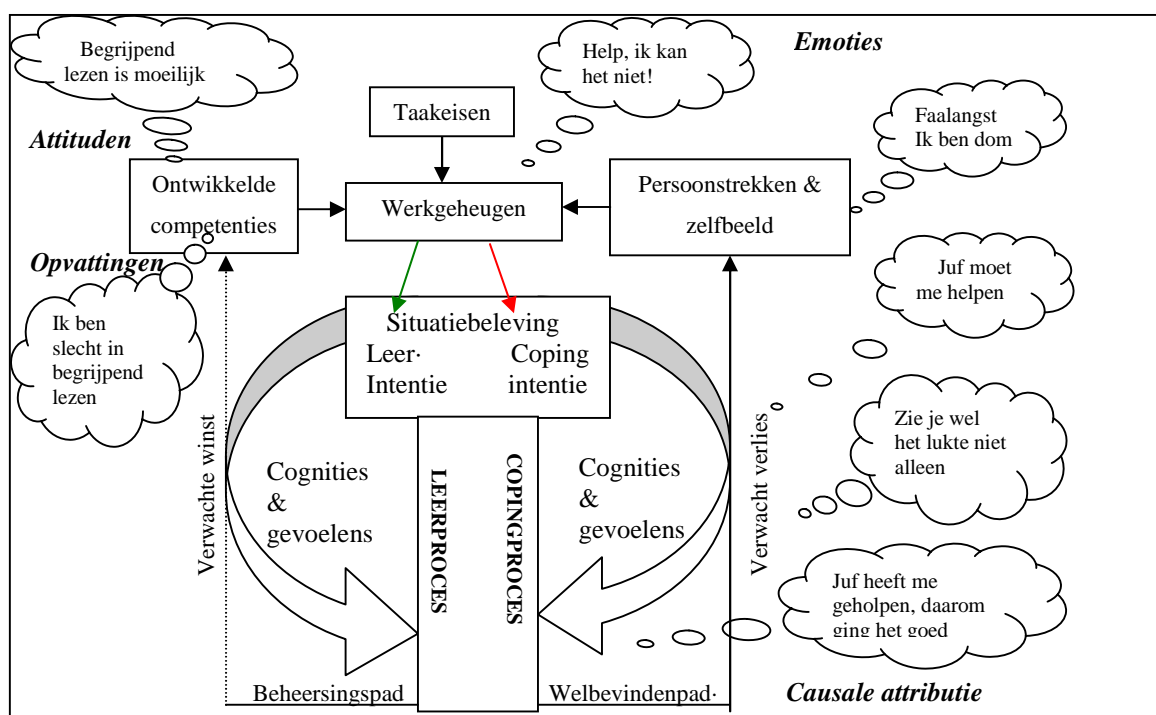 Begrijpend
lezen is moeilijk
Help, ik kan
het niet!
Emoties
Taakeisen
Faalangst
Ik ben dom
Attituden
Ontwikkelde
competenties
Werkgeheugen
Persoonstrekken &
zelfbeeld
Opvattingen
Juf moet
me helpen
Ik ben
slecht in
begrijpend
lezen
Situatiebeleving
Leer·
Intentie
Coping
intentie
Zie je wel
het lukte niet
alleen
Verwachte winst
Cognities
&
gevoelens
LEERPROCES
COPINGPROCES
Cognities
&
gevoelens
Verwacht verlies
Juf heeft me
geholpen, daarom
ging het goed
Beheersingspad
Welbevindenpad·
Causale attributie